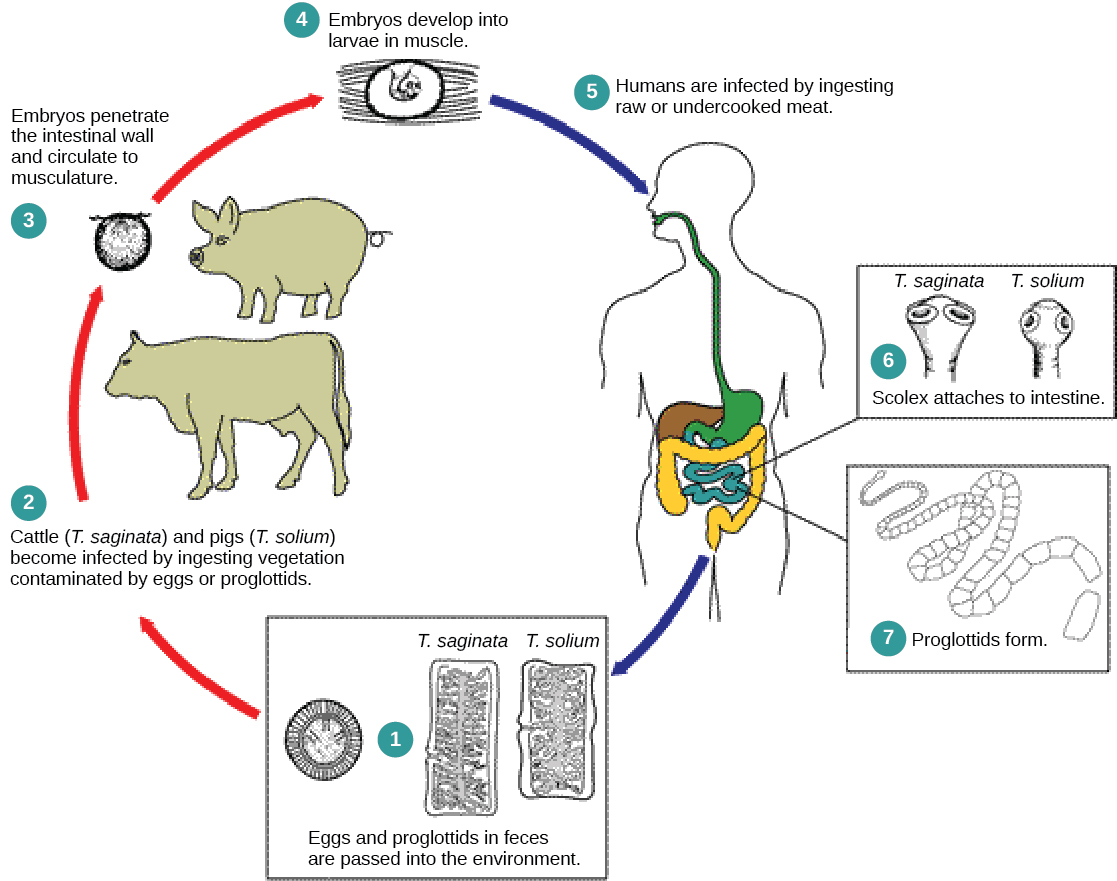 4
Embryos develop into
larvae in muscle.
5
Humans are infected by ingesting
raw or undercooked meat.
Embryos penetrate
the intestinal wall
and circulate to
musculature.
3
T. saginata
T. solium
6
Scolex attaches to intestine.
2
Cattle (T. saginata) and pigs (T. solium)
become infected by ingesting vegetation
contaminated by eggs or proglottids.
7
Proglottids form.
T. saginata
T. solium
1
Eggs and proglottids in feces
are passed into the environment.